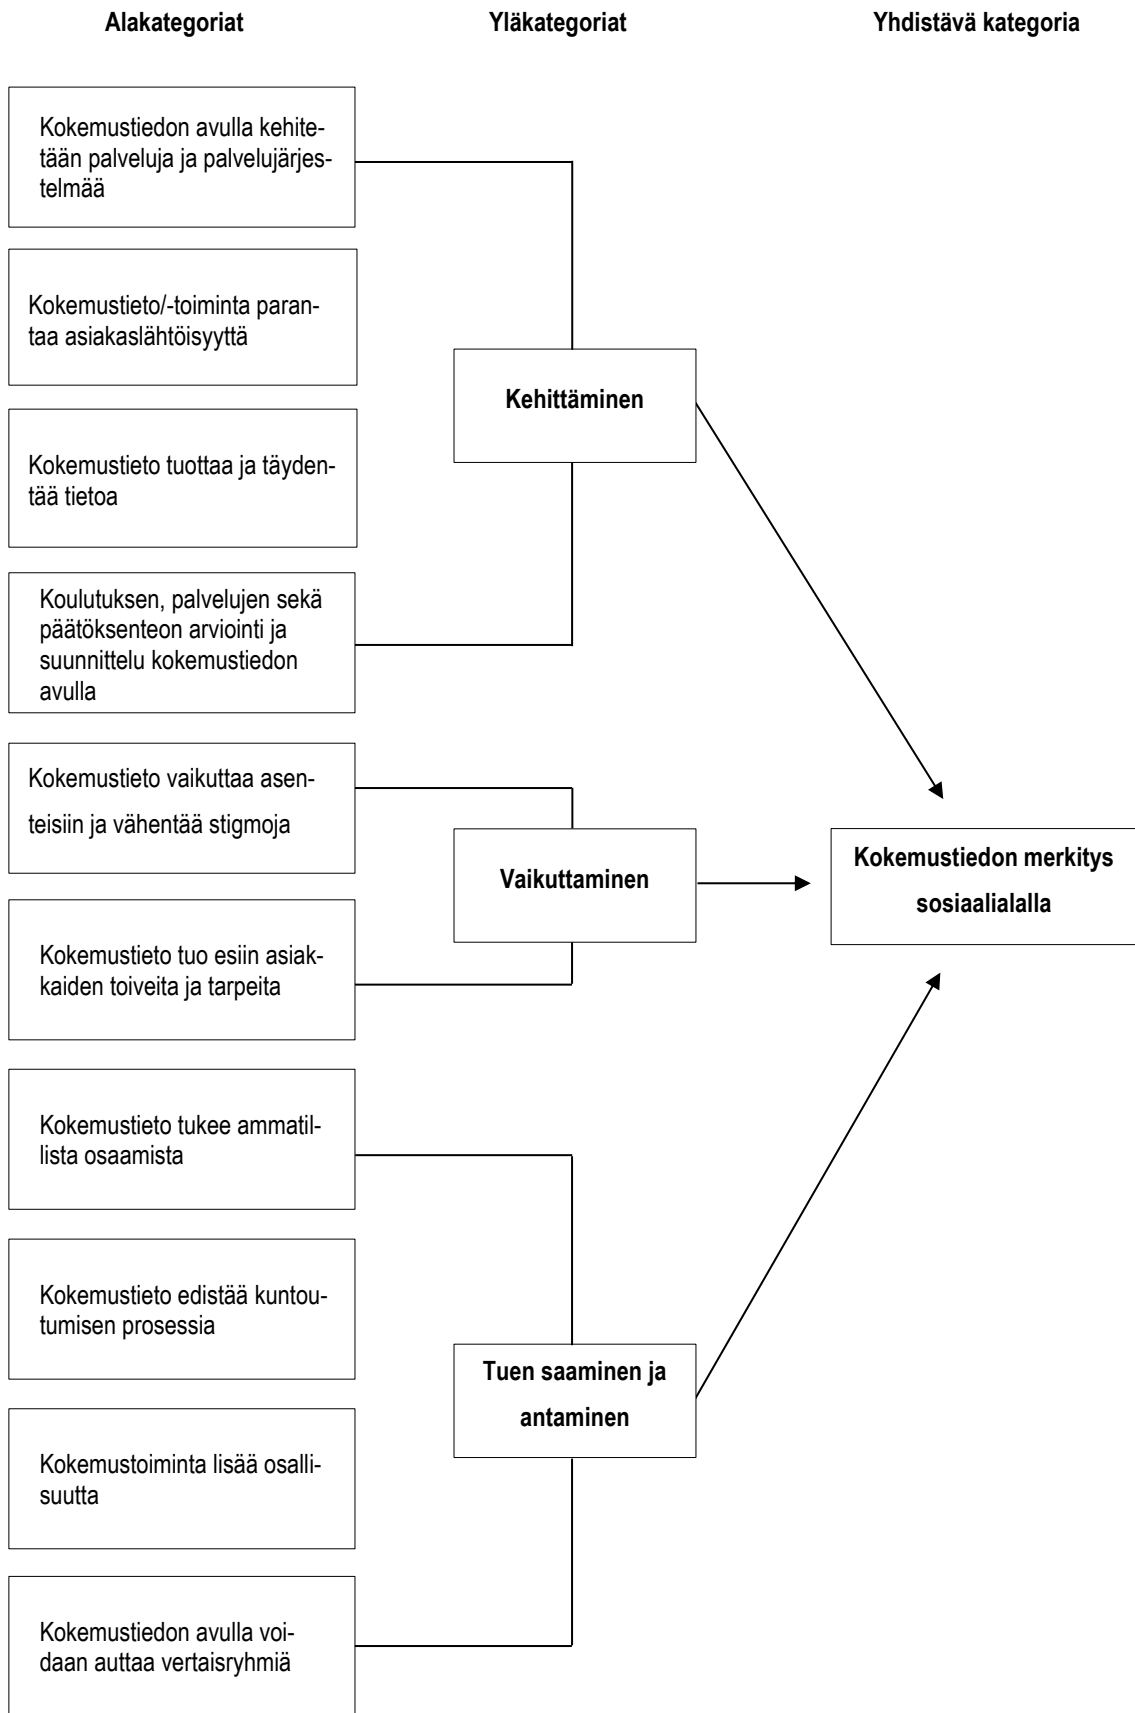 Alakategoriat
Yläkategoriat
Yhdistävä kategoria
Kokemustiedon avulla kehite-
tään palveluja ja palvelujärjes-
telmää
Kokemustieto/-toiminta paran-
taa asiakaslähtöisyyttä
Kokemustieto tuottaa ja täyden-
tää tietoa
Koulutuksen, palvelujen sekä
päätöksenteon arviointi ja
suunnittelu kokemustiedon
avulla
Kehittäminen
Kokemustieto vaikuttaa asen-
teisiin ja vähentää stigmoja
Kokemustieto tuo esiin asiak-
kaiden toiveita ja tarpeita
Vaikuttaminen
Kokemustieto tukee ammatil-
lista osaamista
Kokemustieto edistää kuntou-
tumisen prosessia
Kokemustoiminta lisää osalli-
suutta
Kokemustiedon avulla voi-
daan auttaa vertaisryhmiä
Tuen saaminen ja
antaminen
Kokemustiedon merkitys
sosiaalialalla